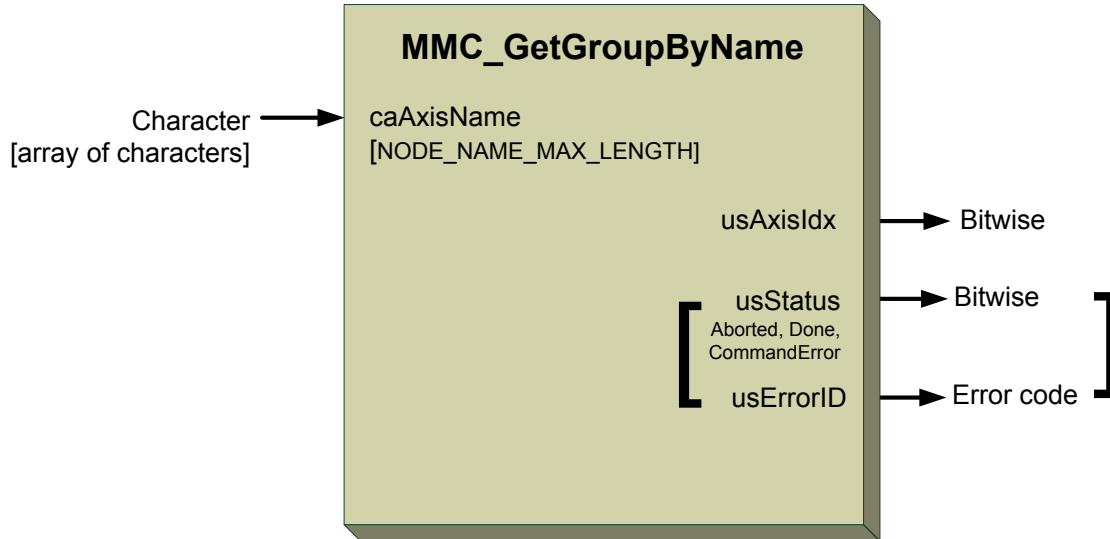 MMC_GetGroupByName
Character
[array of characters]
caAxisName
[NODE_NAME_MAX_LENGTH]
usAxisIdx
Bitwise
usStatus
Bitwise
Aborted, Done,
CommandError
usErrorID
Error code